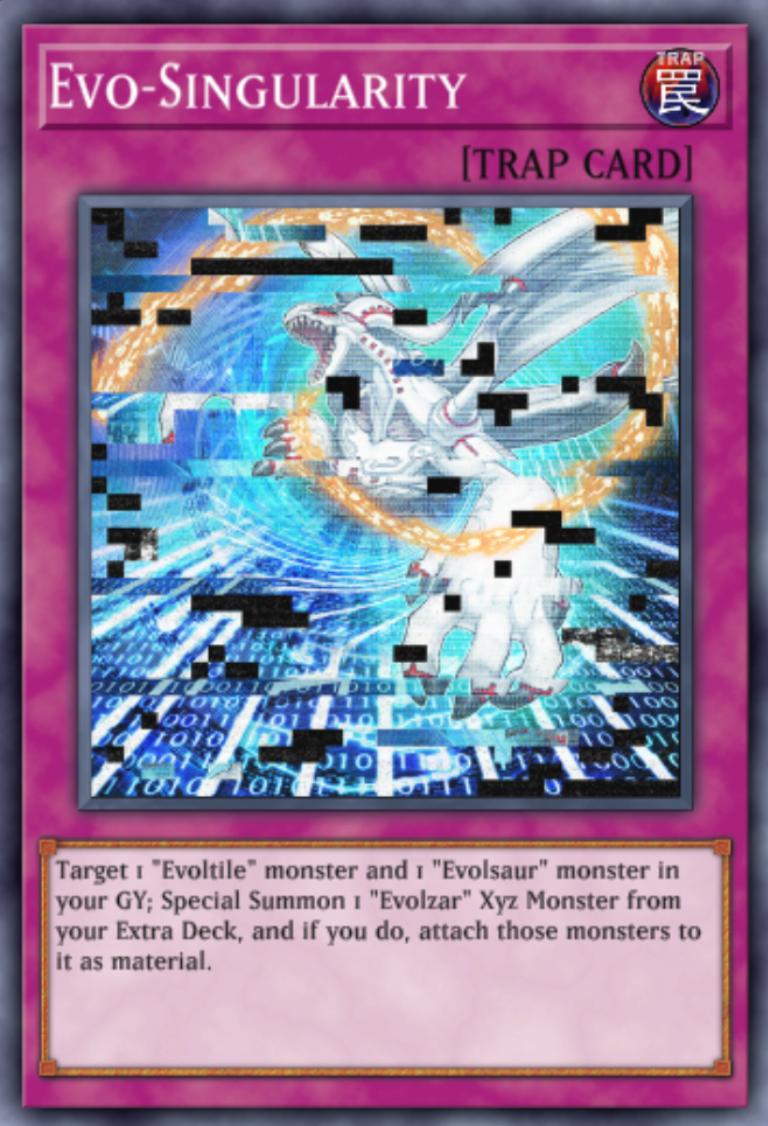 Evo-Singularity
TRAP
罠
[TRAP CARD]
Target 1 "Evoltile" monster and 1 "Evolsaur" monster in
your GY; Special Summon 1 "Evolzar" Xyz Monster from
your Extra Deck, and if you do, attach those monsters to
it as material.